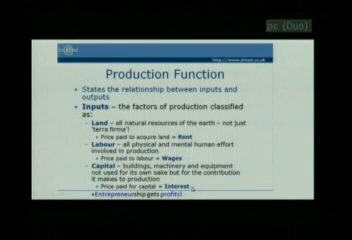 pc (Duo)
http://www.bized.co.uk
Production Function
• States the relationship between inputs and
outputs
• Inputs – the factors of production classified
as:
– Land – all natural resources of the earth – not just
'terra firma'!
• Price paid to acquire land = Rent
– Labour – all physical and mental human effort
involved in production
• Price paid to labour = Wages
– Capital – buildings, machinery and equipment
not used for its own sake but for the contribution
it makes to production
• Price paid for capital = Interest
+Entrepreneurship gets profits!